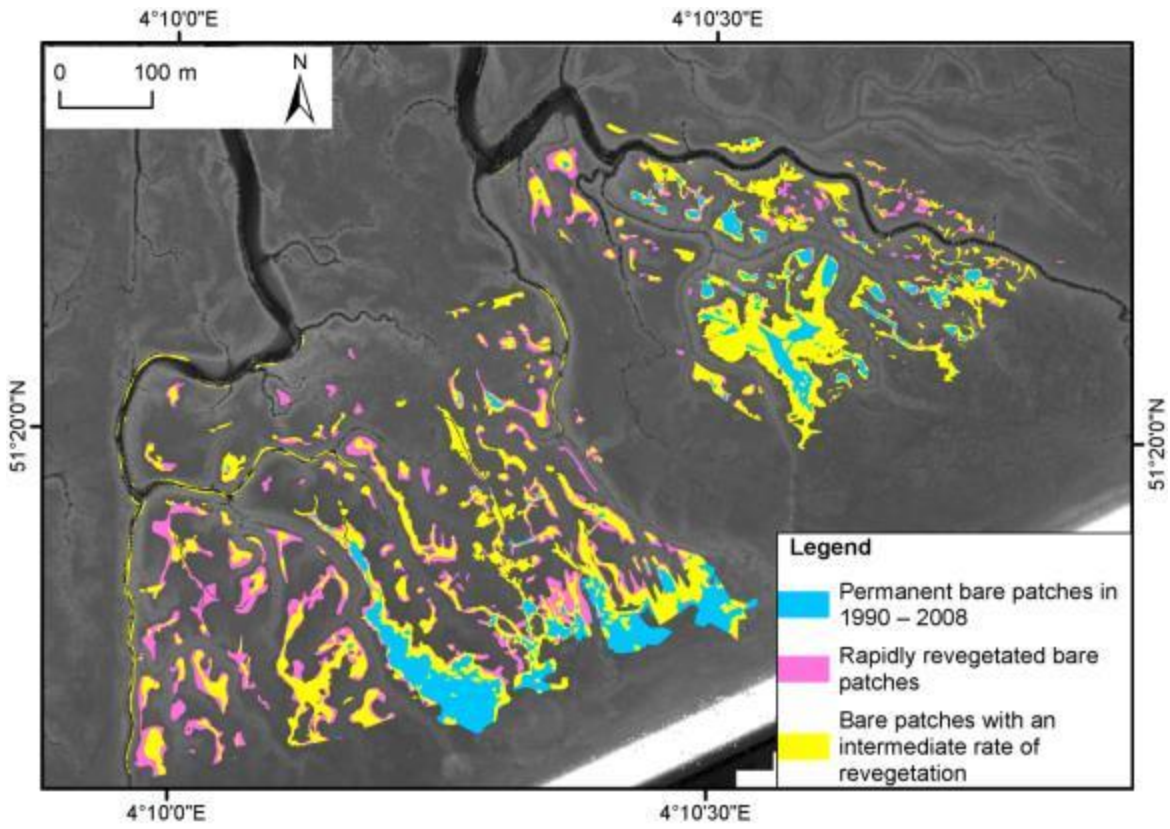 4°10'0"E
4°10'30"E
0
100 m
N
51°20'0"N
51°20'0"N
Legend
Permanent bare patches in
1990 – 2008
Rapidly revegetated bare
patches
Bare patches with an
intermediate rate of
revegetation
4°10'0"E
4°10'30"E